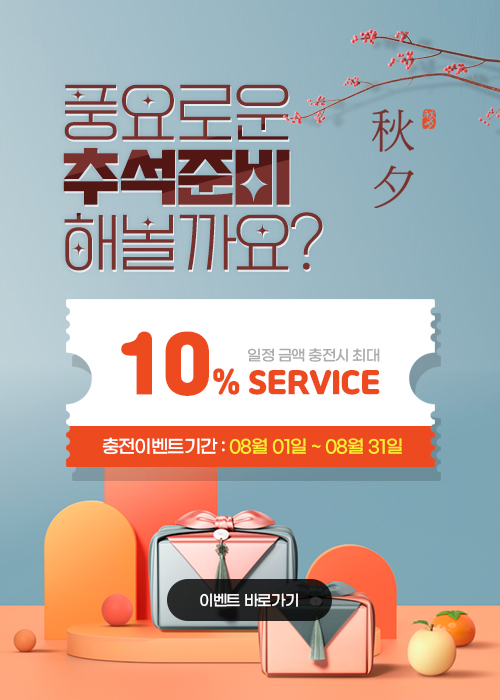 풍요로운
추석준비
해볼까요?
秋夕
일정 금액 충전시 최대
10% SERVICE
충전이벤트기간 : 08월 01일 ~ 08월 31일
이벤트 바로가기